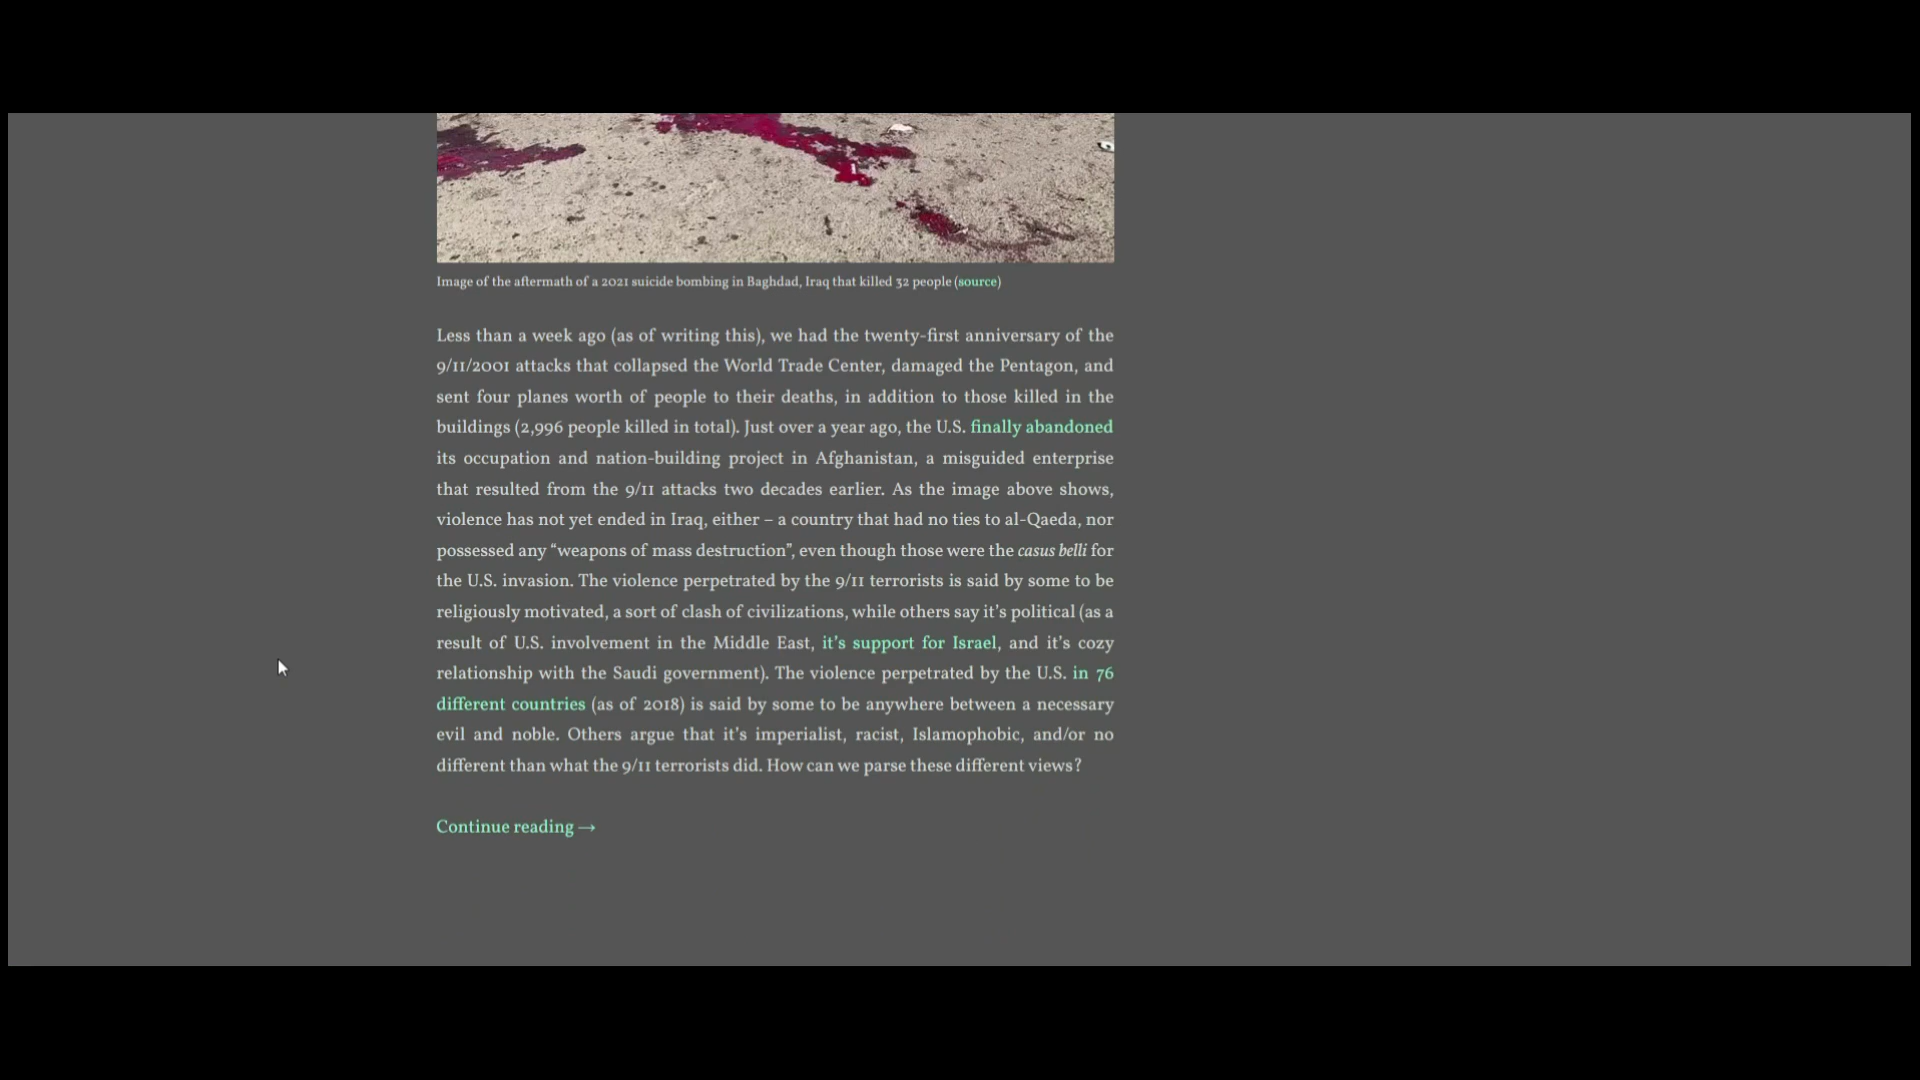 Image of the aftermath of a 2021 suicide bombing in Baghdad, Iraq that killed 32 people (source)
Less than a week ago (as of writing this), we had the twenty-first anniversary of the
9/11/2001 attacks that collapsed the World Trade Center, damaged the Pentagon, and
sent four planes worth of people to their deaths, in addition to those killed in the
buildings (2,996 people killed in total). Just over a year ago, the U.S. finally abandoned
its occupation and nation-building project in Afghanistan, a misguided enterprise
that resulted from the 9/11 attacks two decades earlier. As the image above shows,
violence has not yet ended in Iraq, either – a country that had no ties to al-Qaeda, nor
possessed any “weapons of mass destruction”, even though those were the casus belli for
the U.S. invasion. The violence perpetrated by the 9/11 terrorists is said by some to be
religiously motivated, a sort of clash of civilizations, while others say it’s political (as a
result of U.S. involvement in the Middle East, it’s support for Israel, and it’s cozy
relationship with the Saudi government). The violence perpetrated by the U.S. in 76
different countries (as of 2018) is said by some to be anywhere between a necessary
evil and noble. Others argue that it’s imperialist, racist, Islamophobic, and/or no
different than what the 9/11 terrorists did. How can we parse these different views?
Continue reading →